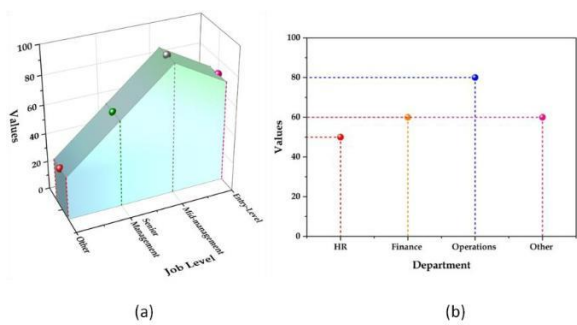 100
80
60
40
20
0
Values
Other
Senior
Management
Mid-management
Entry-Level
Job Level
(a)
100
80
60
40
20
0
Values
HR Finance Operations Other
Department
(b)